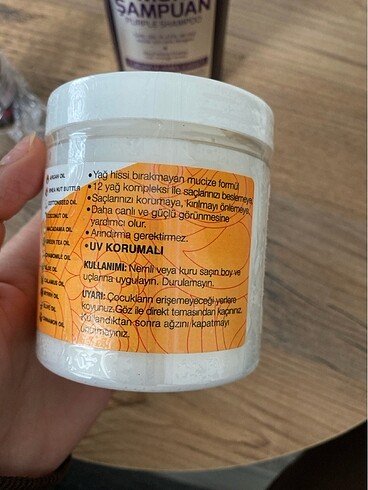 ŞAMPUAN
PURPLE SHAMPOO
ARGAN OIL
SHEA NUT BUTTER
COTTONSEED OIL
COCONUT OIL
MACADAMIA OIL
GREEN TEA OIL
CHAMOMILE OIL
OIL
CALAMUS OIL
MYRRH OIL
OLIVE OIL
CINNAMON OIL
•Yağ hissi bırakmayan mucize formül
•12 yağ kompleksi ile saçlarınızı beslemeye,
•Saçlarınızı korumaya, kırılmayı önlemeye,
•Daha canlı ve güçlü görünmesine
yardımcı olur.
•Arındırma gerektirmez.
•UV KORUMALI
KULLANIMI: Nemli veya kuru saçın boy ve
uçlarına uygulayın. Durulamayın.
UYARI: Çocukların erişemeyeceği yerlere
koyunuz.Göz ile direkt temasından kaçınınız.
Kullandıktan sonra ağzını kapatmayı
unutmayınız.